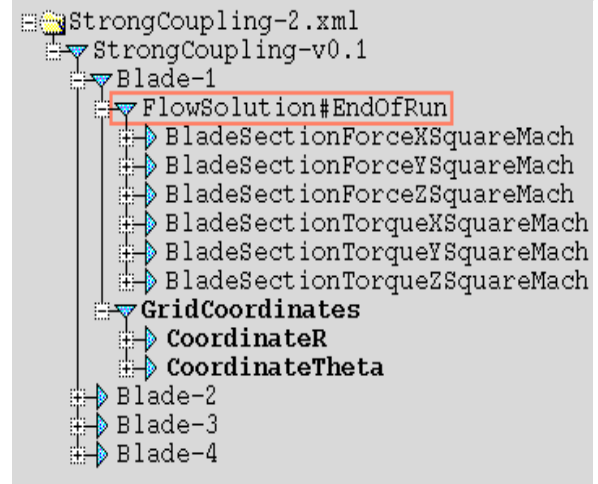 StrongCoupling-2.xml
StrongCoupling-v0.1
Blade-1
FlowSolution#EndOfRun
BladeSectionForceXSquareMach
BladeSectionForceYSquareMach
BladeSectionForceZSquareMach
BladeSectionTorqueXSquareMach
BladeSectionTorqueYSquareMach
BladeSectionTorqueZSquareMach
GridCoordinates
CoordinateR
CoordinateTheta
Blade-2
Blade-3
Blade-4